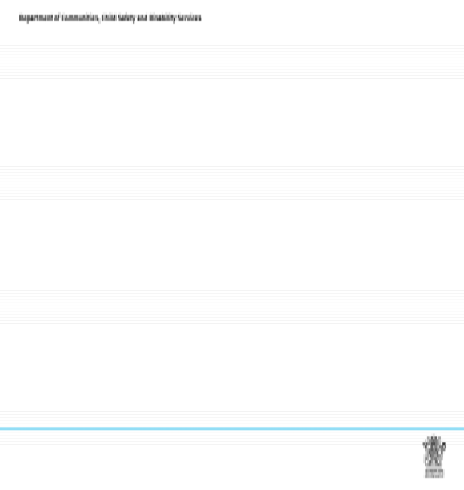 Department of Communities, Child Safety and Disability Services